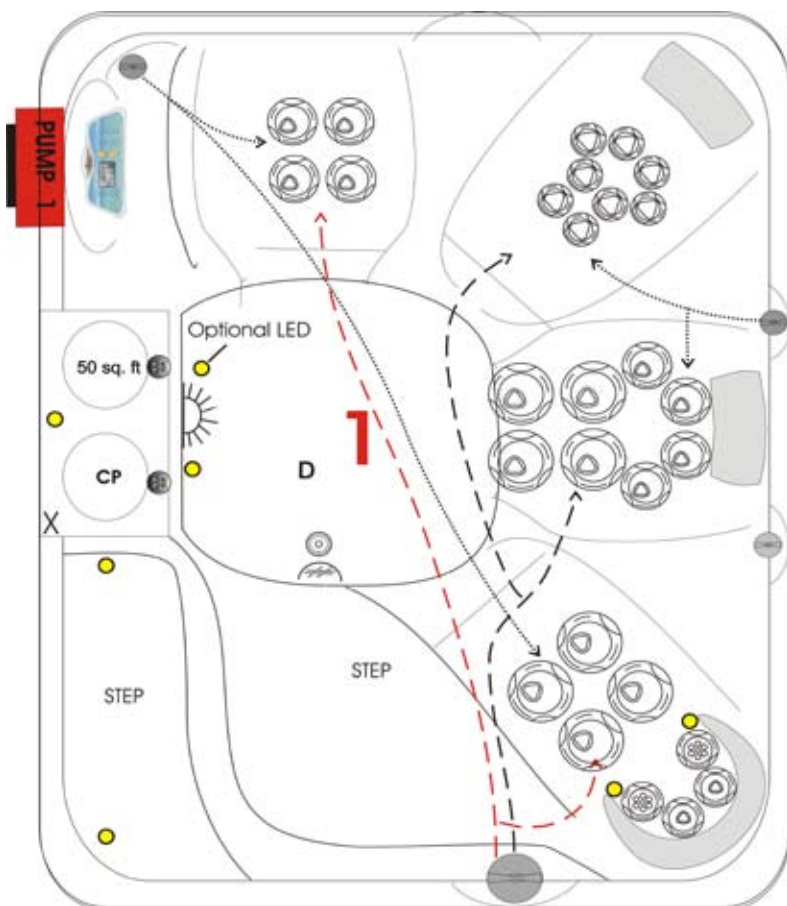 PUMP 1
Optional LED
50 sq. ft
1
CP
D
X
STEP
STEP